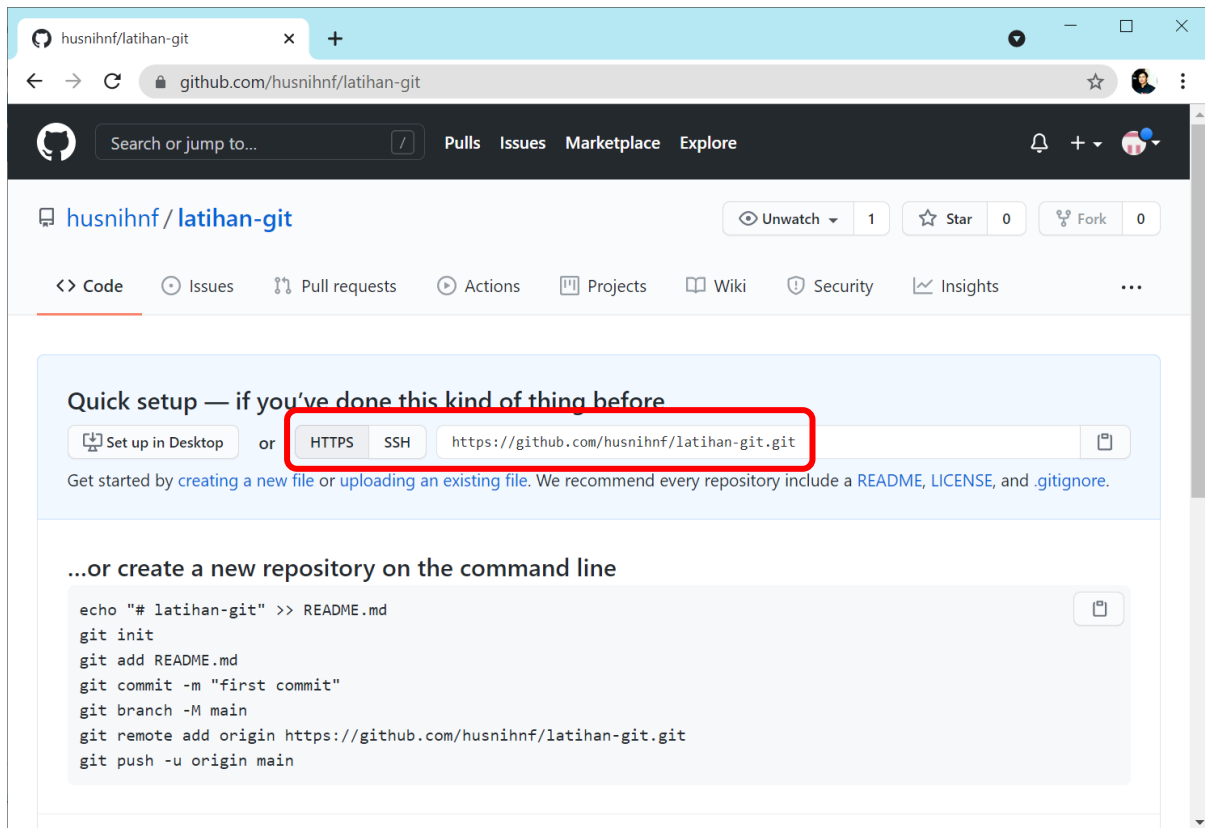 husnihnf/latihan-git
github.com/husnihnf/latihan-git
Search or jump to... / Pulls Issues Marketplace Explore
husnihnf / latihan-git Unwatch 1 Star 0 Fork 0
Code Issues Pull requests Actions Projects Wiki Security Insights
Quick setup — if you've done this kind of thing before
Set up in Desktop or HTTPS SSH https://github.com/husnihnf/latihan-git.git
Get started by creating a new file or uploading an existing file. We recommend every repository include a README, LICENSE, and .gitignore.
...or create a new repository on the command line
echo "# latihan-git" >> README.md
git init
git add README.md
git commit -m "first commit"
git branch -M main
git remote add origin https://github.com/husnihnf/latihan-git.git
git push -u origin main